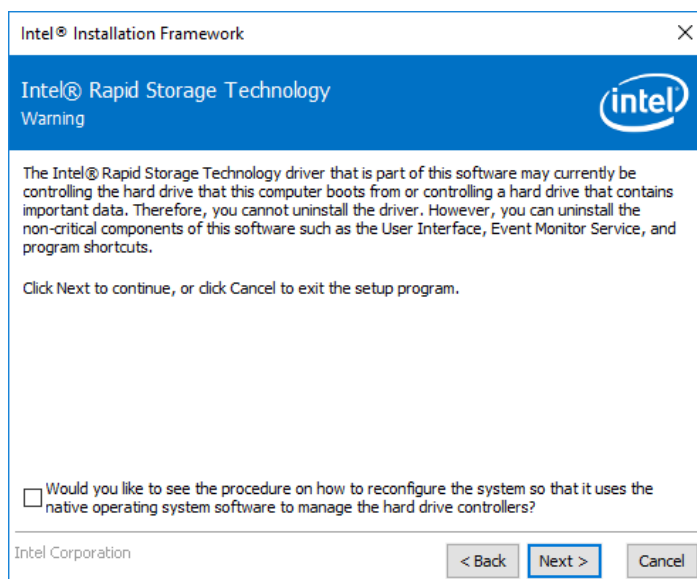 Intel® Installation Framework
Intel® Rapid Storage Technology
Warning
intel
The Intel® Rapid Storage Technology driver that is part of this software may currently be
controlling the hard drive that this computer boots from or controlling a hard drive that contains
important data. Therefore, you cannot uninstall the driver. However, you can uninstall the
non-critical components of this software such as the User Interface, Event Monitor Service, and
program shortcuts.
Click Next to continue, or click Cancel to exit the setup program.
Would you like to see the procedure on how to reconfigure the system so that it uses the
native operating system software to manage the hard drive controllers?
Intel Corporation
< Back Next > Cancel